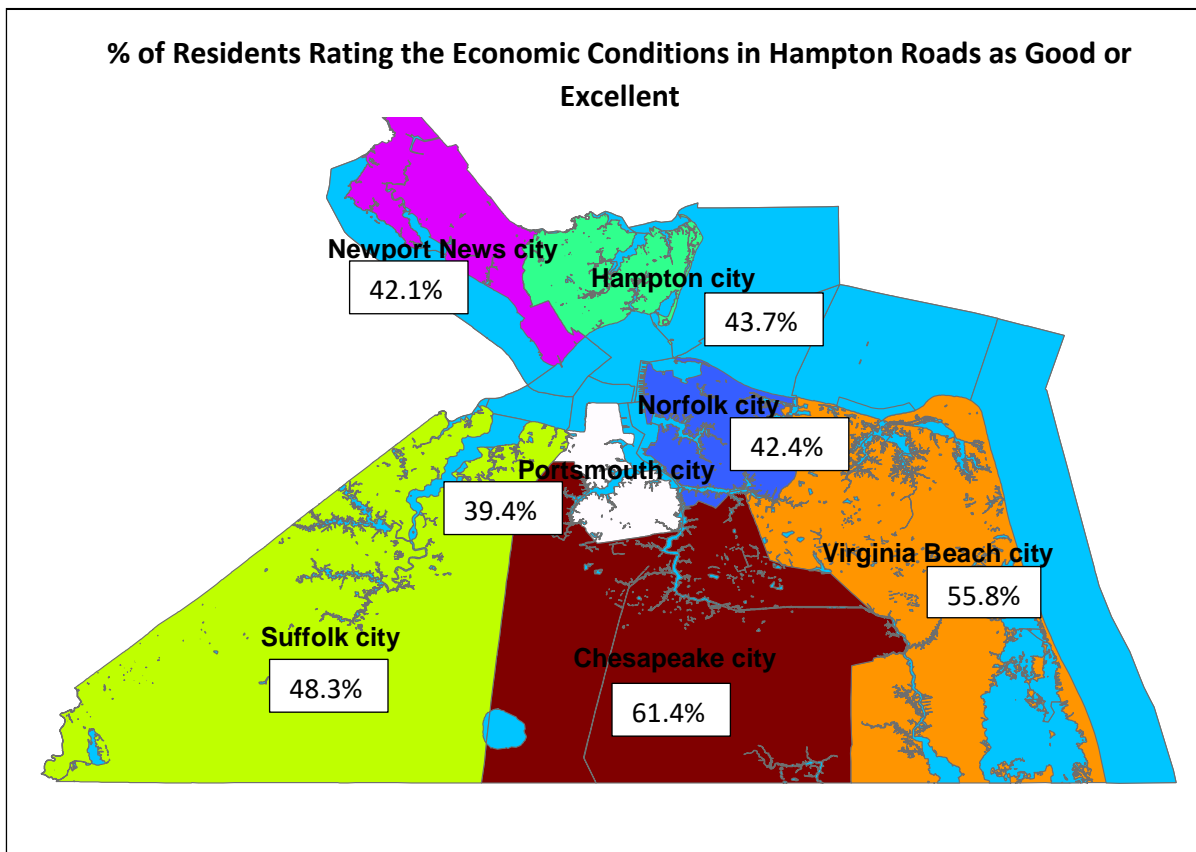 % of Residents Rating the Economic Conditions in Hampton Roads as Good or
Excellent
Newport News city
42.1%
Hampton city
43.7%
Norfolk city
42.4%
Portsmouth city
39.4%
Virginia Beach city
55.8%
Suffolk city
48.3%
Chesapeake city
61.4%